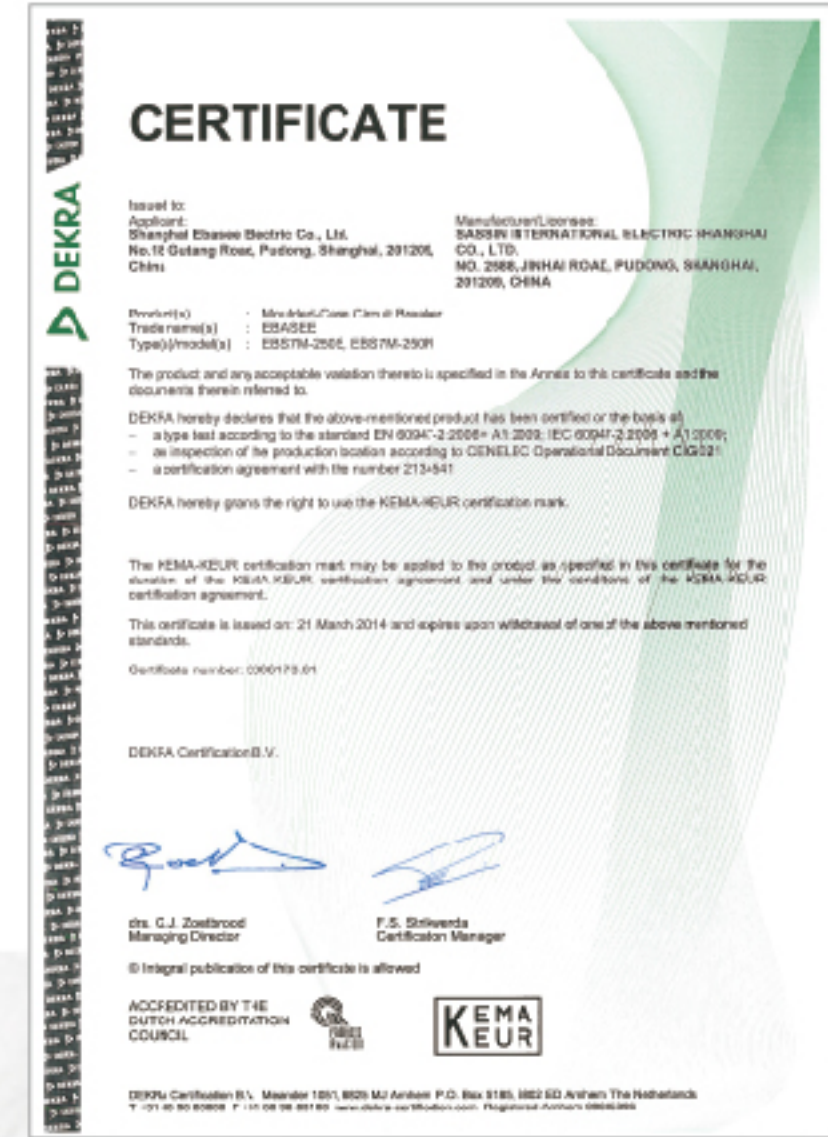 CERTIFICATE
DEKRA
Issued to:
Applicant:
Shanghai Ebasee Electric Co., Ltd.
No.18 Gutang Road, Pudong, Shanghai, 201209,
China
Manufacturer/Licensee:
SASSIN INTERNATIONAL ELECTRIC SHANGHAI
CO., LTD.
NO. 2588, JINHAI ROAD, PUDONG, SHANGHAI,
201209, CHINA
Product(s) : Moulded-Case Circuit Breaker
Trade name(s) : EBASEE
Type(s)/model(s) : EBS7M-250E, EBS7M-250R
The product and any acceptable variation thereto is specified in the Annex to this certificate and the
documents therein referred to.
DEKRA hereby declares that the above-mentioned product has been certified on the basis of:
– a type test according to the standard EN 60947-2:2006+ A1:2009; IEC 60947-2:2006 + A1:2009;
– an inspection of the production location according to CENELEC Operational Document CIG021
– a certification agreement with the number
DEKRA hereby grants the right to use the KEMA-KEUR certification mark.
The KEMA-KEUR certification mark may be applied to the product as specified in this certificate for the
duration of the KEMA-KEUR certification agreement and under the conditions of the KEMA-KEUR
certification agreement.
This certificate is issued on: 21 March 2014 and expires upon withdrawal of one of the above mentioned
standards.
Certificate number:
DEKRA Certification B.V.
drs. G.J. Zoetbrood
Managing Director
F.S. Strikwerda
Certification Manager
© Integral publication of this certificate is allowed
ACCREDITED BY THE
DUTCH ACCREDITATION
COUNCIL
KEMA
KEUR
DEKRA Certification B.V. Meander 1051, 6825 MJ Arnhem P.O. Box 5185, 6802 ED Arnhem The Netherlands
www.dekra-certification.com Registered Arnhem